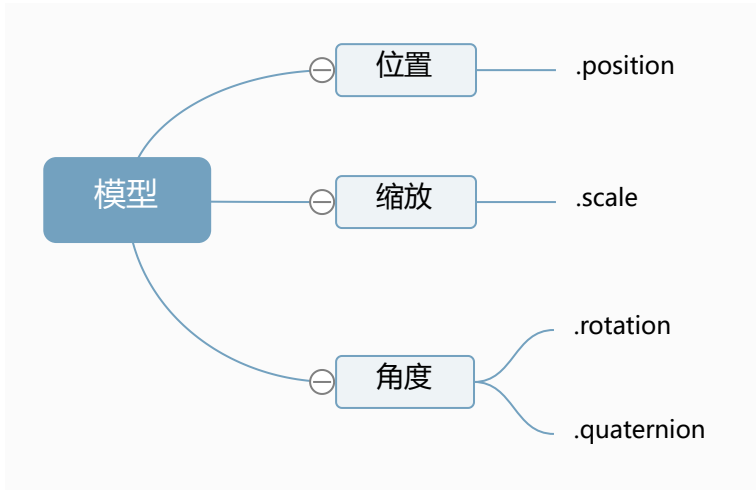 模型
位置
.position
缩放
.scale
角度
.rotation
.quaternion